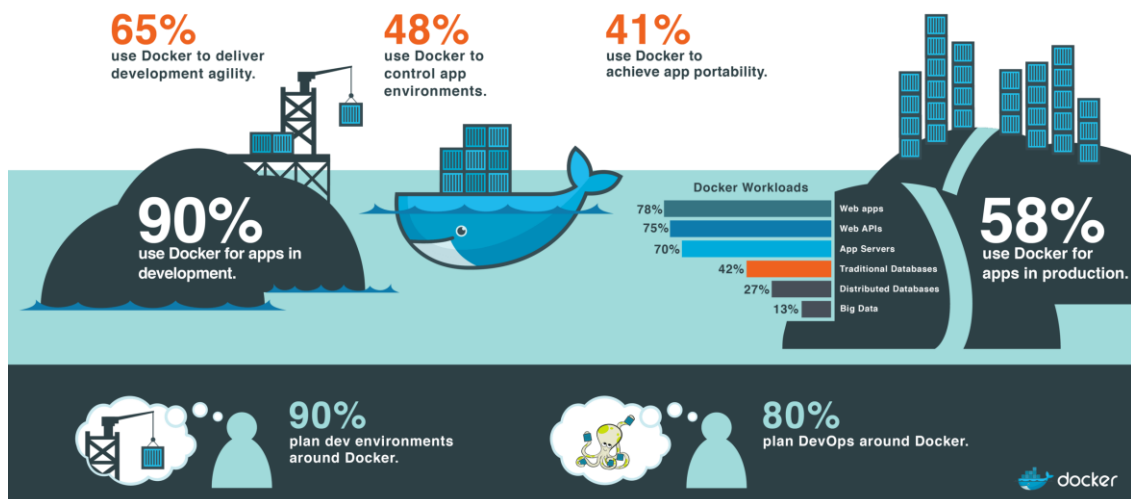 65%
use Docker to deliver
development agility.
48%
use Docker to
control app
environments.
41%
use Docker to
achieve app portability.
90%
use Docker for apps in
development.
Docker Workloads
78% Web apps
75% Web APIs
70% App Servers
42% Traditional Databases
27% Distributed Databases
13% Big Data
58%
use Docker for
apps in production.
90%
plan dev environments
around Docker.
80%
plan DevOps around Docker.
docker